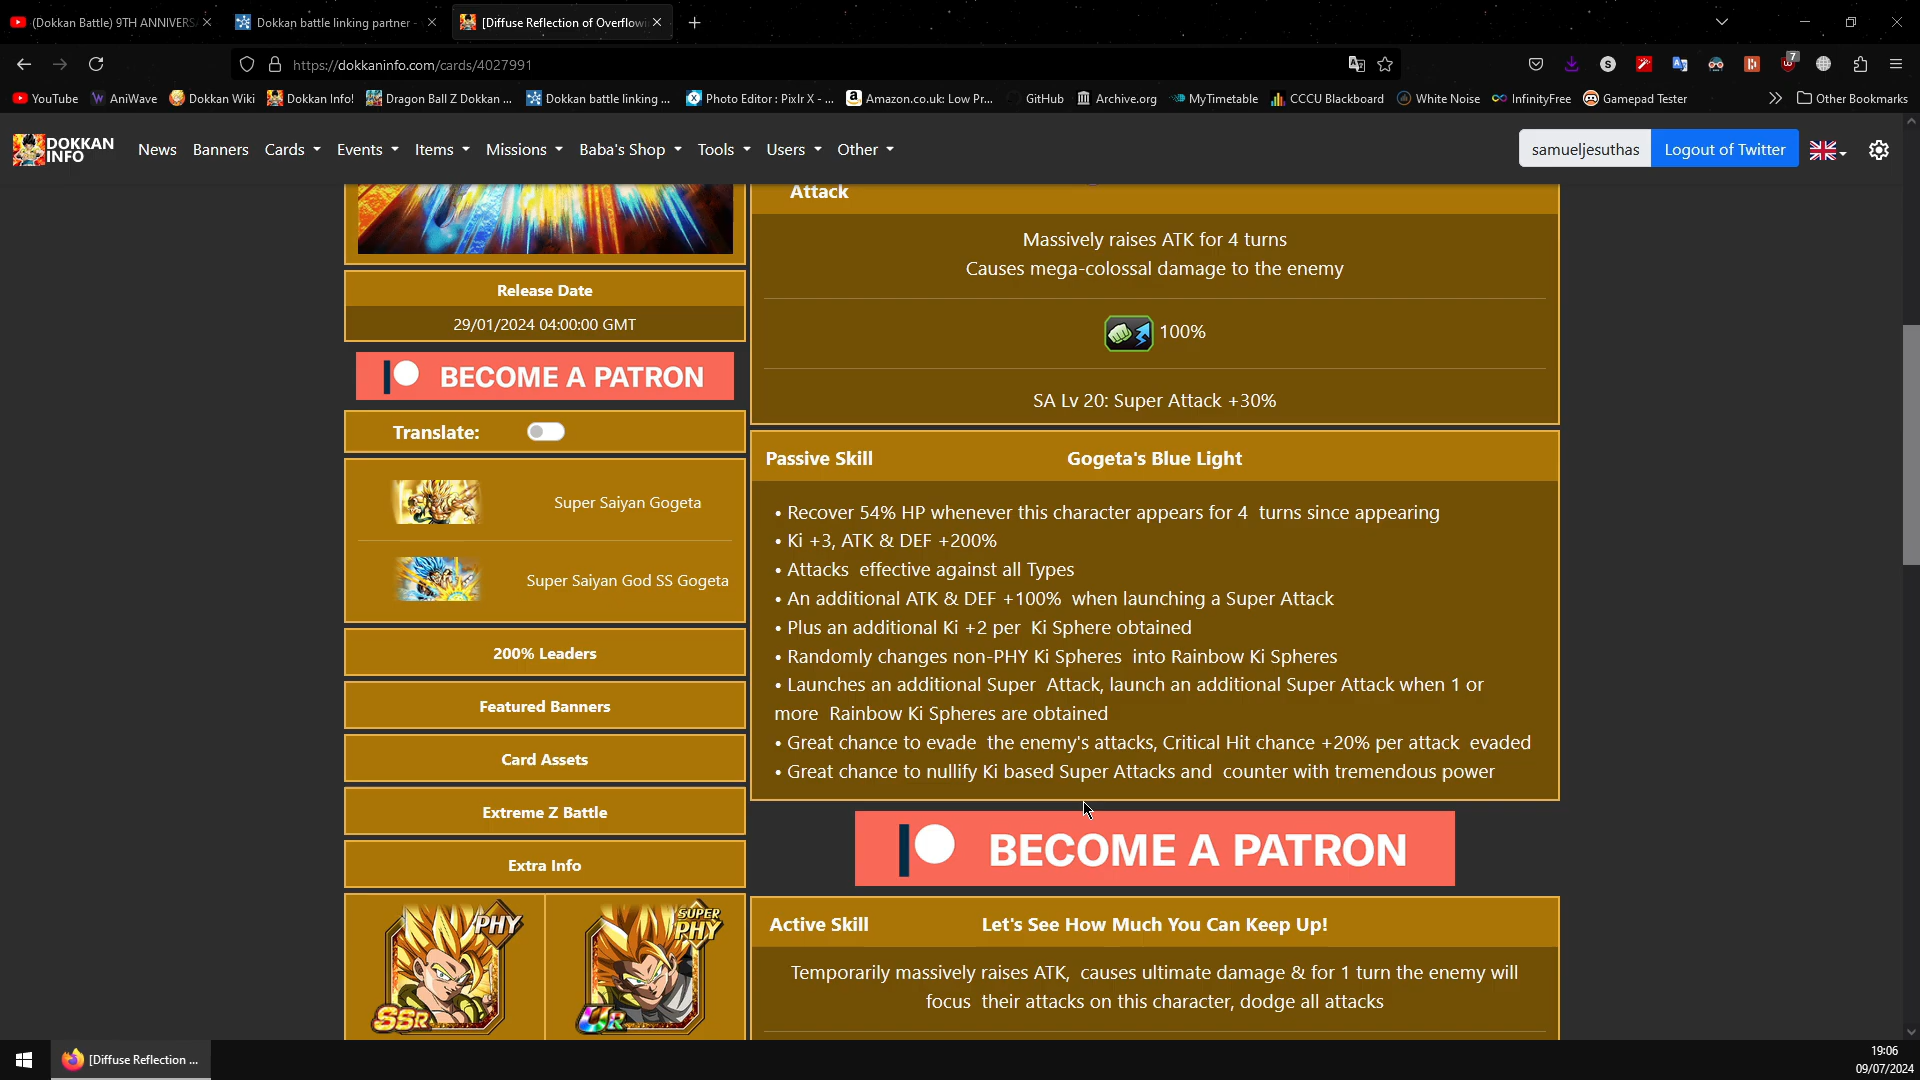 (Dokkan Battle) 9TH ANNIVERS
Dokkan battle linking partner -
[Diffuse Reflection of Overflowi
https://dokkaninfo.com/cards/4027991
S
7
YouTube
AniWave
Dokkan Wiki
Dokkan Info!
Dragon Ball Z Dokkan ...
Dokkan battle linking ...
Photo Editor : Pixlr X - ...
Amazon.co.uk: Low Pr...
GitHub
Archive.org
MyTimetable
CCCU Blackboard
White Noise
InfinityFree
Gamepad Tester
Other Bookmarks
DOKKAN
INFO
News
Banners
Cards
Events
Items
Missions
Baba's Shop
Tools
Users
Other
samueljesuthas
Logout of Twitter
Release Date
29/01/2024 04:00:00 GMT
BECOME A PATRON
Translate:
Super Saiyan Gogeta
Super Saiyan God SS Gogeta
200% Leaders
Featured Banners
Card Assets
Extreme Z Battle
Extra Info
PHY
SSR
SUPER
PHY
UR
Attack
Massively raises ATK for 4 turns
Causes mega-colossal damage to the enemy
100%
SA Lv 20: Super Attack +30%
Passive Skill
Gogeta's Blue Light
• Recover 54% HP whenever this character appears for 4 turns since appearing
• Ki +3, ATK & DEF +200%
• Attacks effective against all Types
• An additional ATK & DEF +100% when launching a Super Attack
• Plus an additional Ki +2 per Ki Sphere obtained
• Randomly changes non-PHY Ki Spheres into Rainbow Ki Spheres
• Launches an additional Super Attack, launch an additional Super Attack when 1 or
more Rainbow Ki Spheres are obtained
• Great chance to evade the enemy's attacks, Critical Hit chance +20% per attack evaded
• Great chance to nullify Ki based Super Attacks and counter with tremendous power
BECOME A PATRON
Active Skill
Let's See How Much You Can Keep Up!
Temporarily massively raises ATK, causes ultimate damage & for 1 turn the enemy will
focus their attacks on this character, dodge all attacks
[Diffuse Reflection ...
19:06
09/07/2024